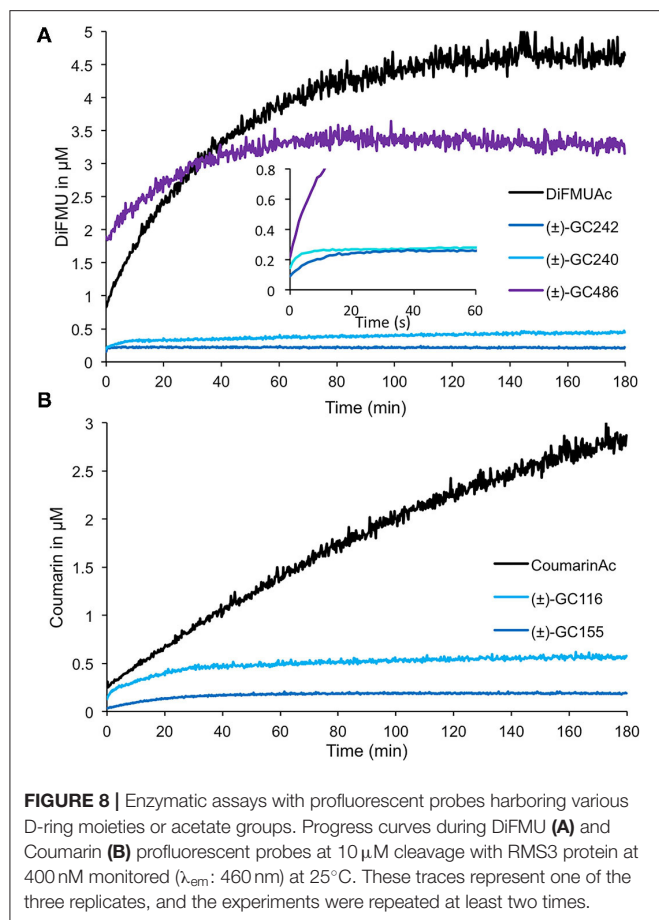 A
DiFMU in µM
5
4.5
4
3.5
3
2.5
2
1.5
1
0.5
0
0.8
0.6
0.4
0.2
0
0 20 40 60
Time (s)
DiFMUAc
(±)-GC242
(±)-GC240
(±)-GC486
0 20 40 60 80 100 120 140 160 180
Time (min)
B
Coumarin in µM
3
2.5
2
1.5
1
0.5
0
CoumarinAc
(±)-GC116
(±)-GC155
0 20 40 60 80 100 120 140 160 180
Time (min)
FIGURE 8 | Enzymatic assays with profluorescent probes harboring various
D-ring moieties or acetate groups. Progress curves during DiFMU (A) and
Coumarin (B) profluorescent probes at 10 µM cleavage with RMS3 protein at
400 nM monitored (λem: 460 nm) at 25°C. These traces represent one of the
three replicates, and the experiments were repeated at least two times.